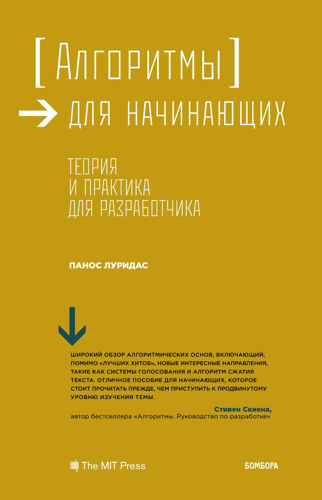 [Алгоритмы]
для начинающих
Теория
и практика
для разработчика
ПАНОС ЛУРИДАС
ШИРОКИЙ ОБЗОР АЛГОРИТМИЧЕСКИХ ОСНОВ, ВКЛЮЧАЮЩИЙ,
ПОМИМО «ЛУЧШИХ ХИТОВ», НОВЫЕ ИНТЕРЕСНЫЕ НАПРАВЛЕНИЯ,
ТАКИЕ КАК СИСТЕМЫ ГОЛОСОВАНИЯ И АЛГОРИТМ СЖАТИЯ
ТЕКСТА. ОТЛИЧНОЕ ПОСОБИЕ ДЛЯ НАЧИНАЮЩИХ, КОТОРОЕ
СТОИТ ПРОЧИТАТЬ ПРЕЖДЕ, ЧЕМ ПРИСТУПИТЬ К ПРОДВИНУТОМУ
УРОВНЮ ИЗУЧЕНИЯ ТЕМЫ.
Стивен Скиена,
автор бестселлера «Алгоритмы. Руководство по разработке»
The MIT Press
БОМБОРА